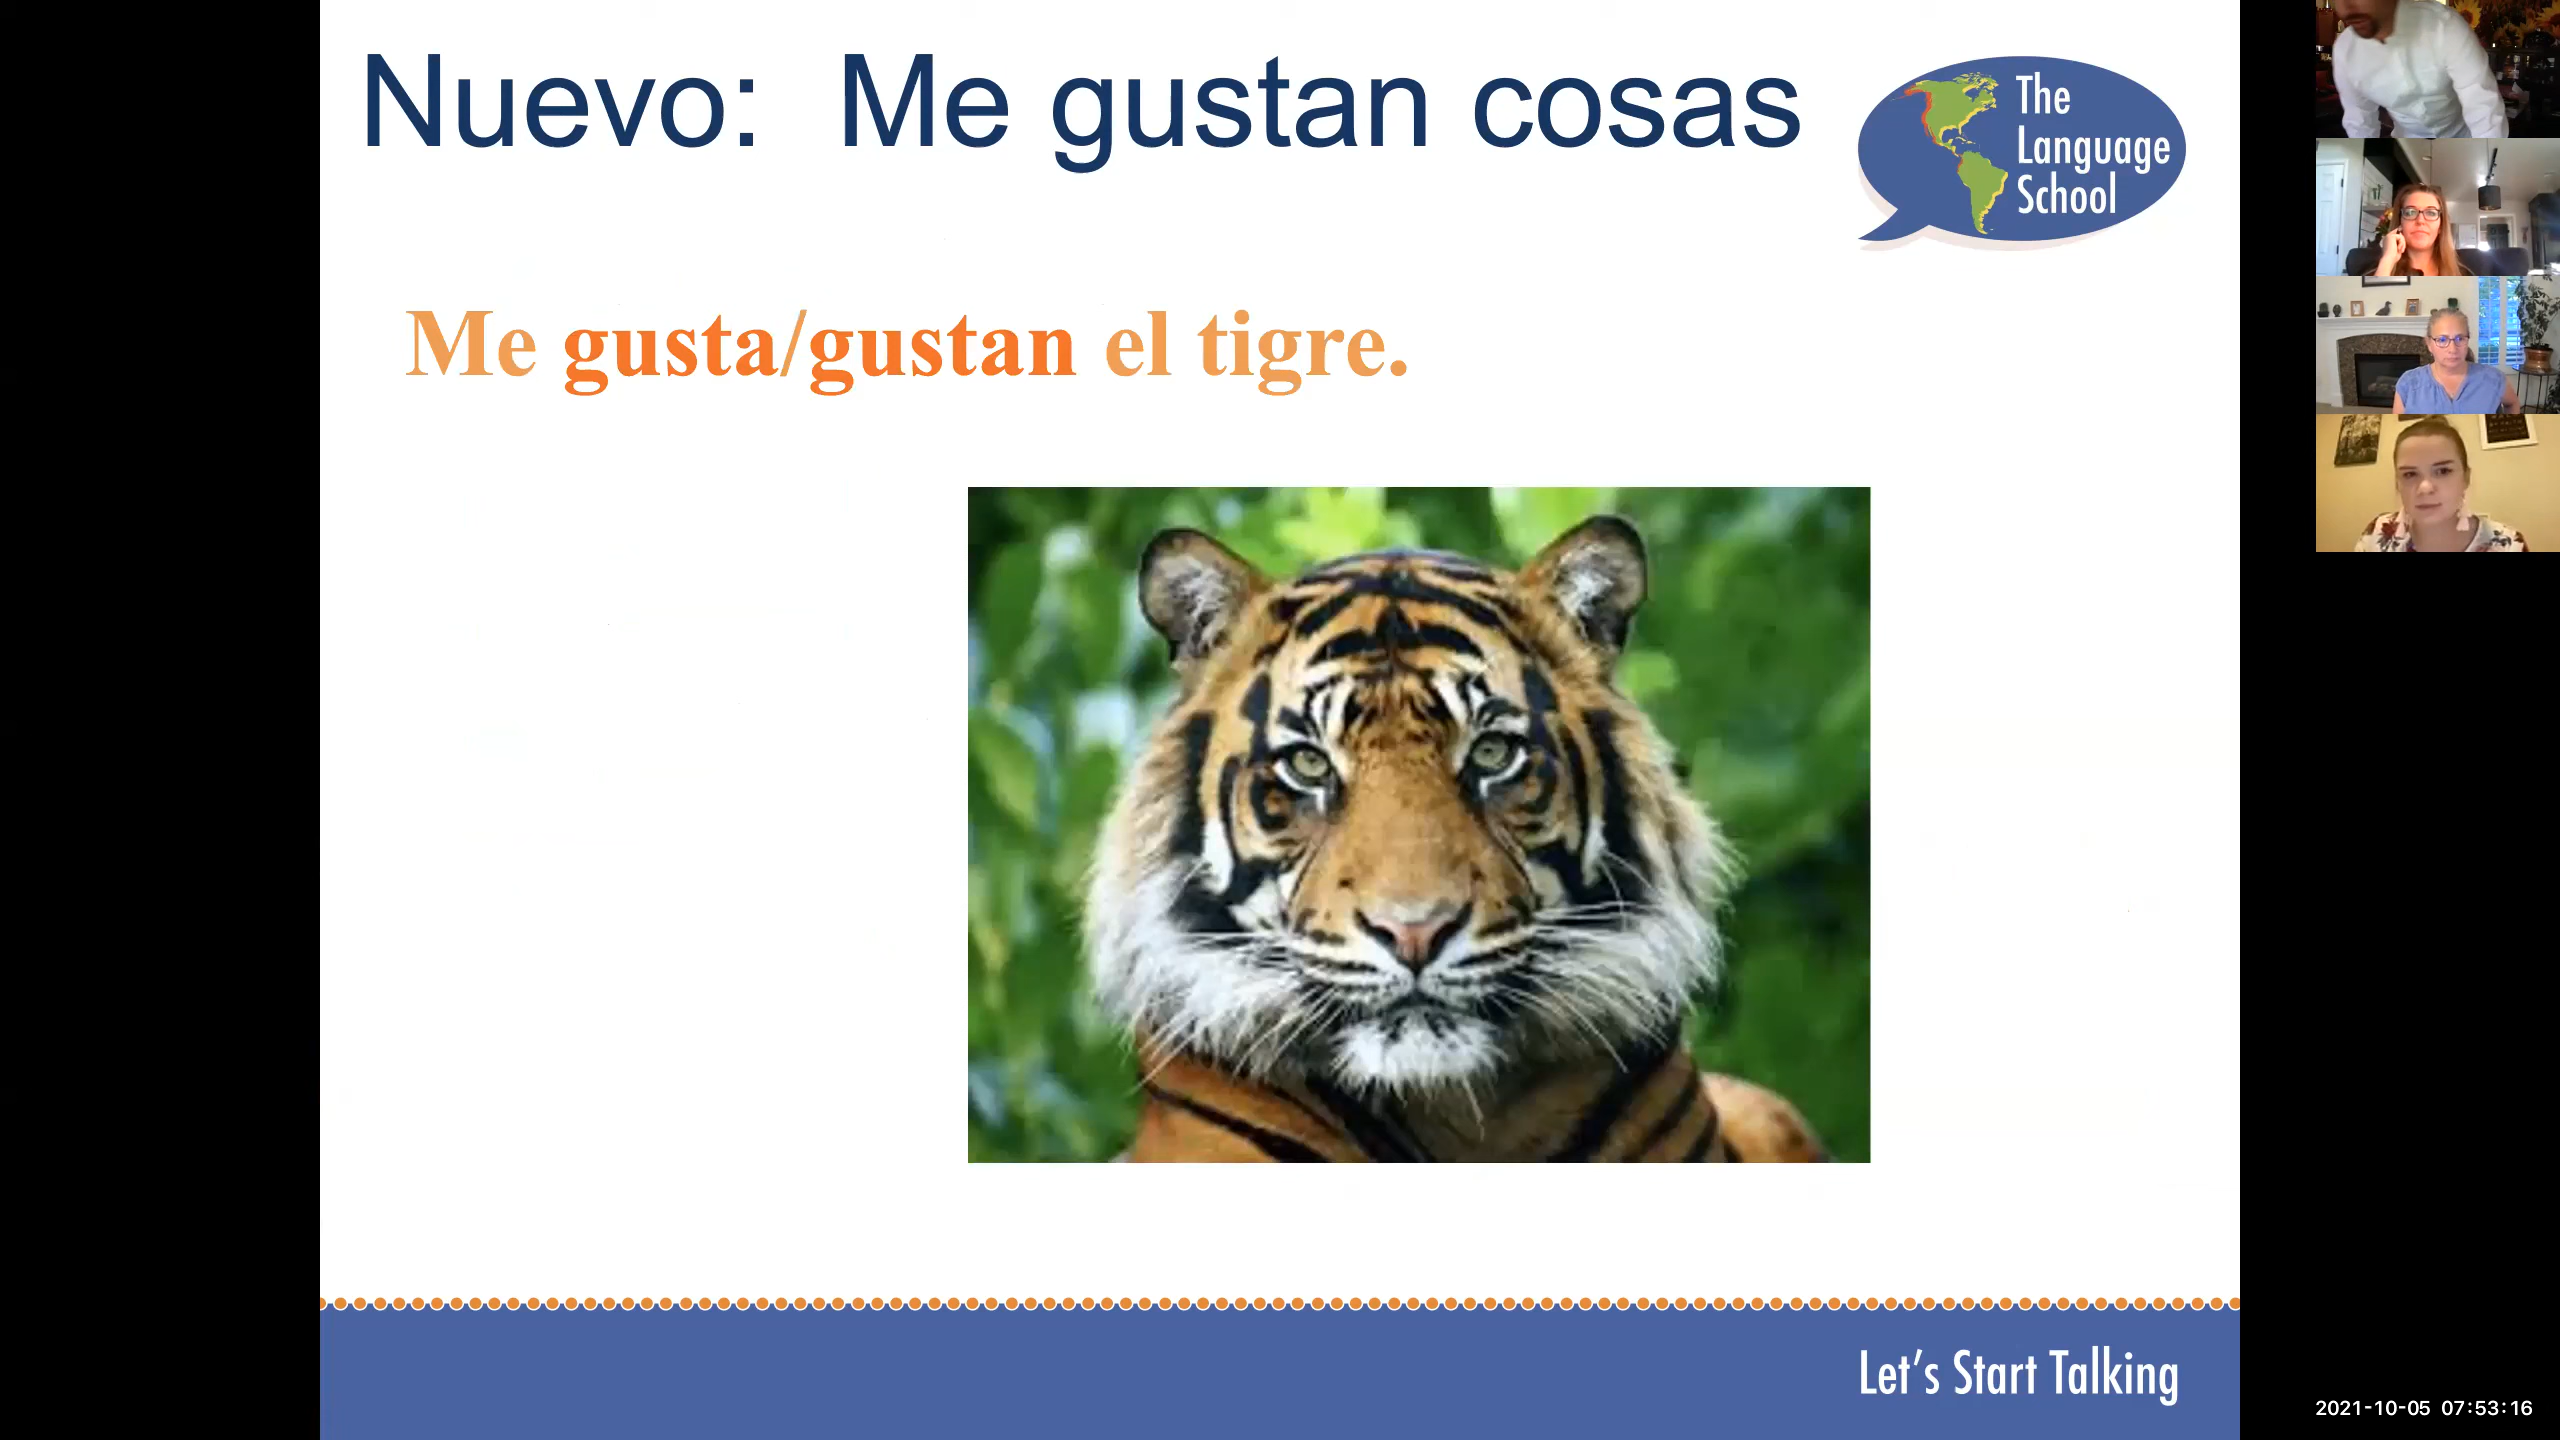 Nuevo: Me gustan cosas
The
Language
School
Me gusta/gustan el tigre.
Let's Start Talking
2021-10-05 07:53:16